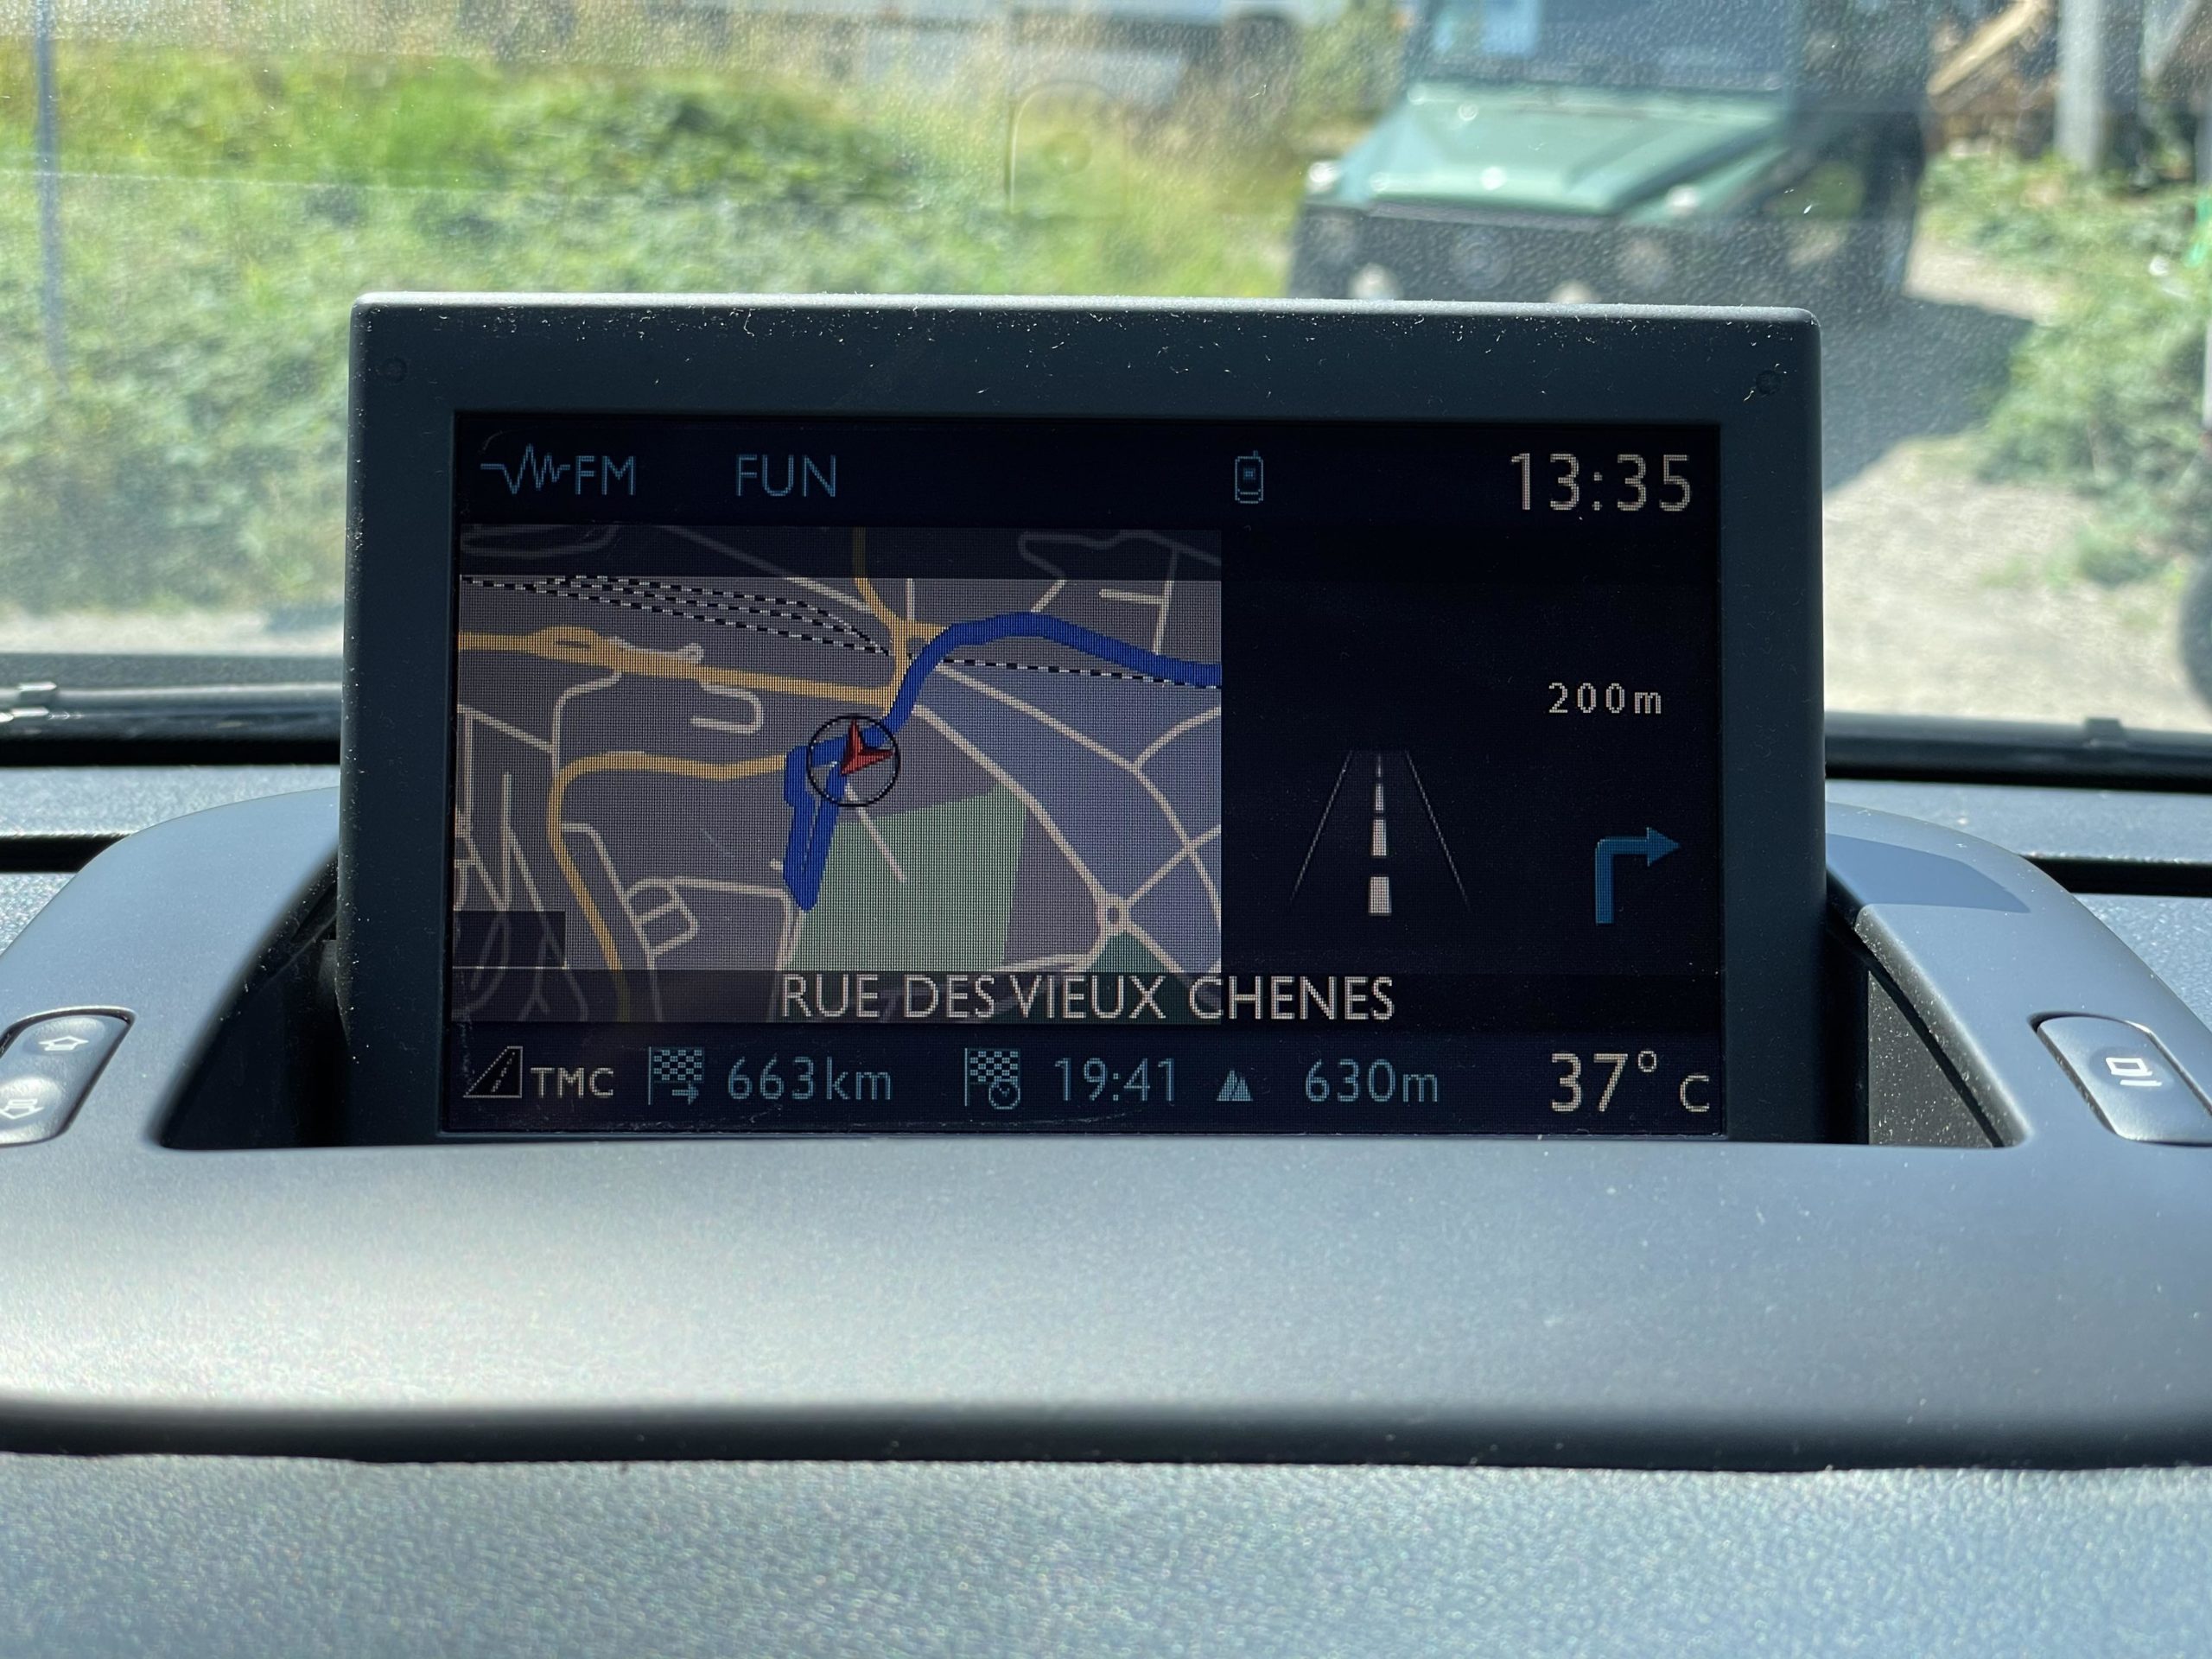 FM FUN 13:35
200m
RUE DES VIEUX CHENES
TMC 663km 19:41 630m 37° C